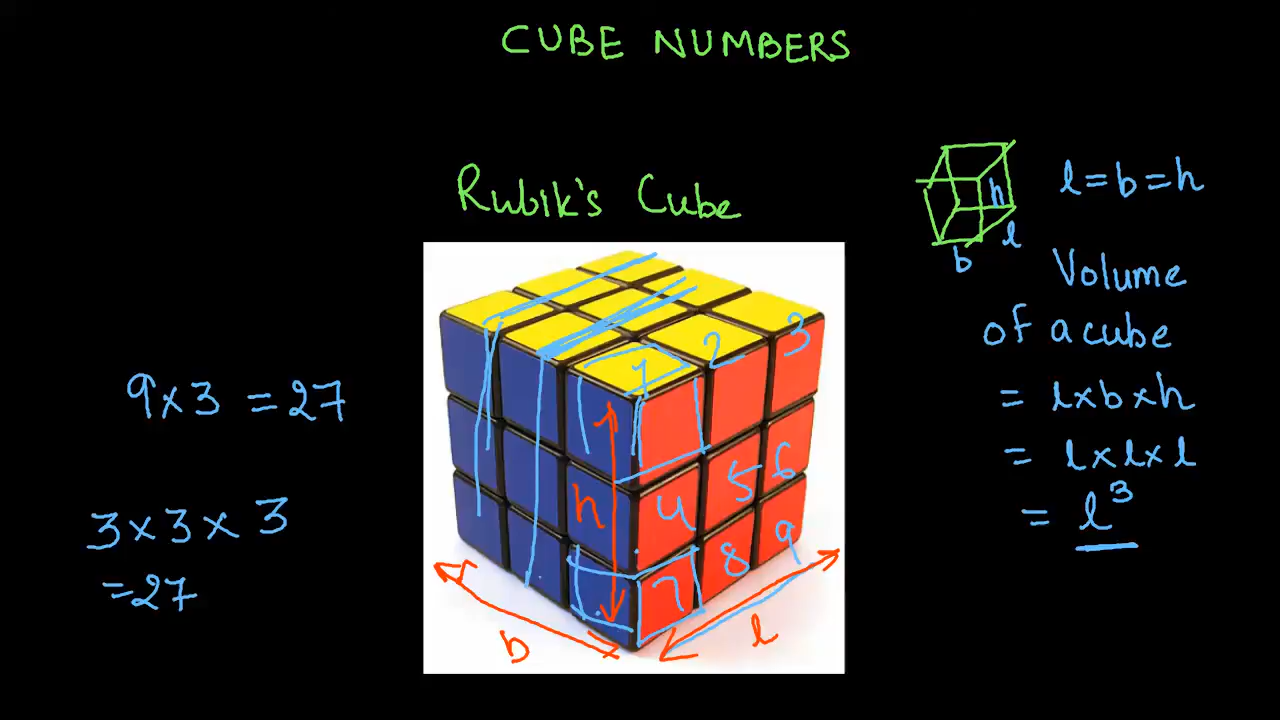 CUBE NUMBERS
Rubik's Cube
9×3 = 27
3×3×3
=27
1 2 3
4 5 6
7 8 9
h
b
l
h
l
b
l=b=h
Volume
of a cube
= l×b×h
= l×l×l
= l³